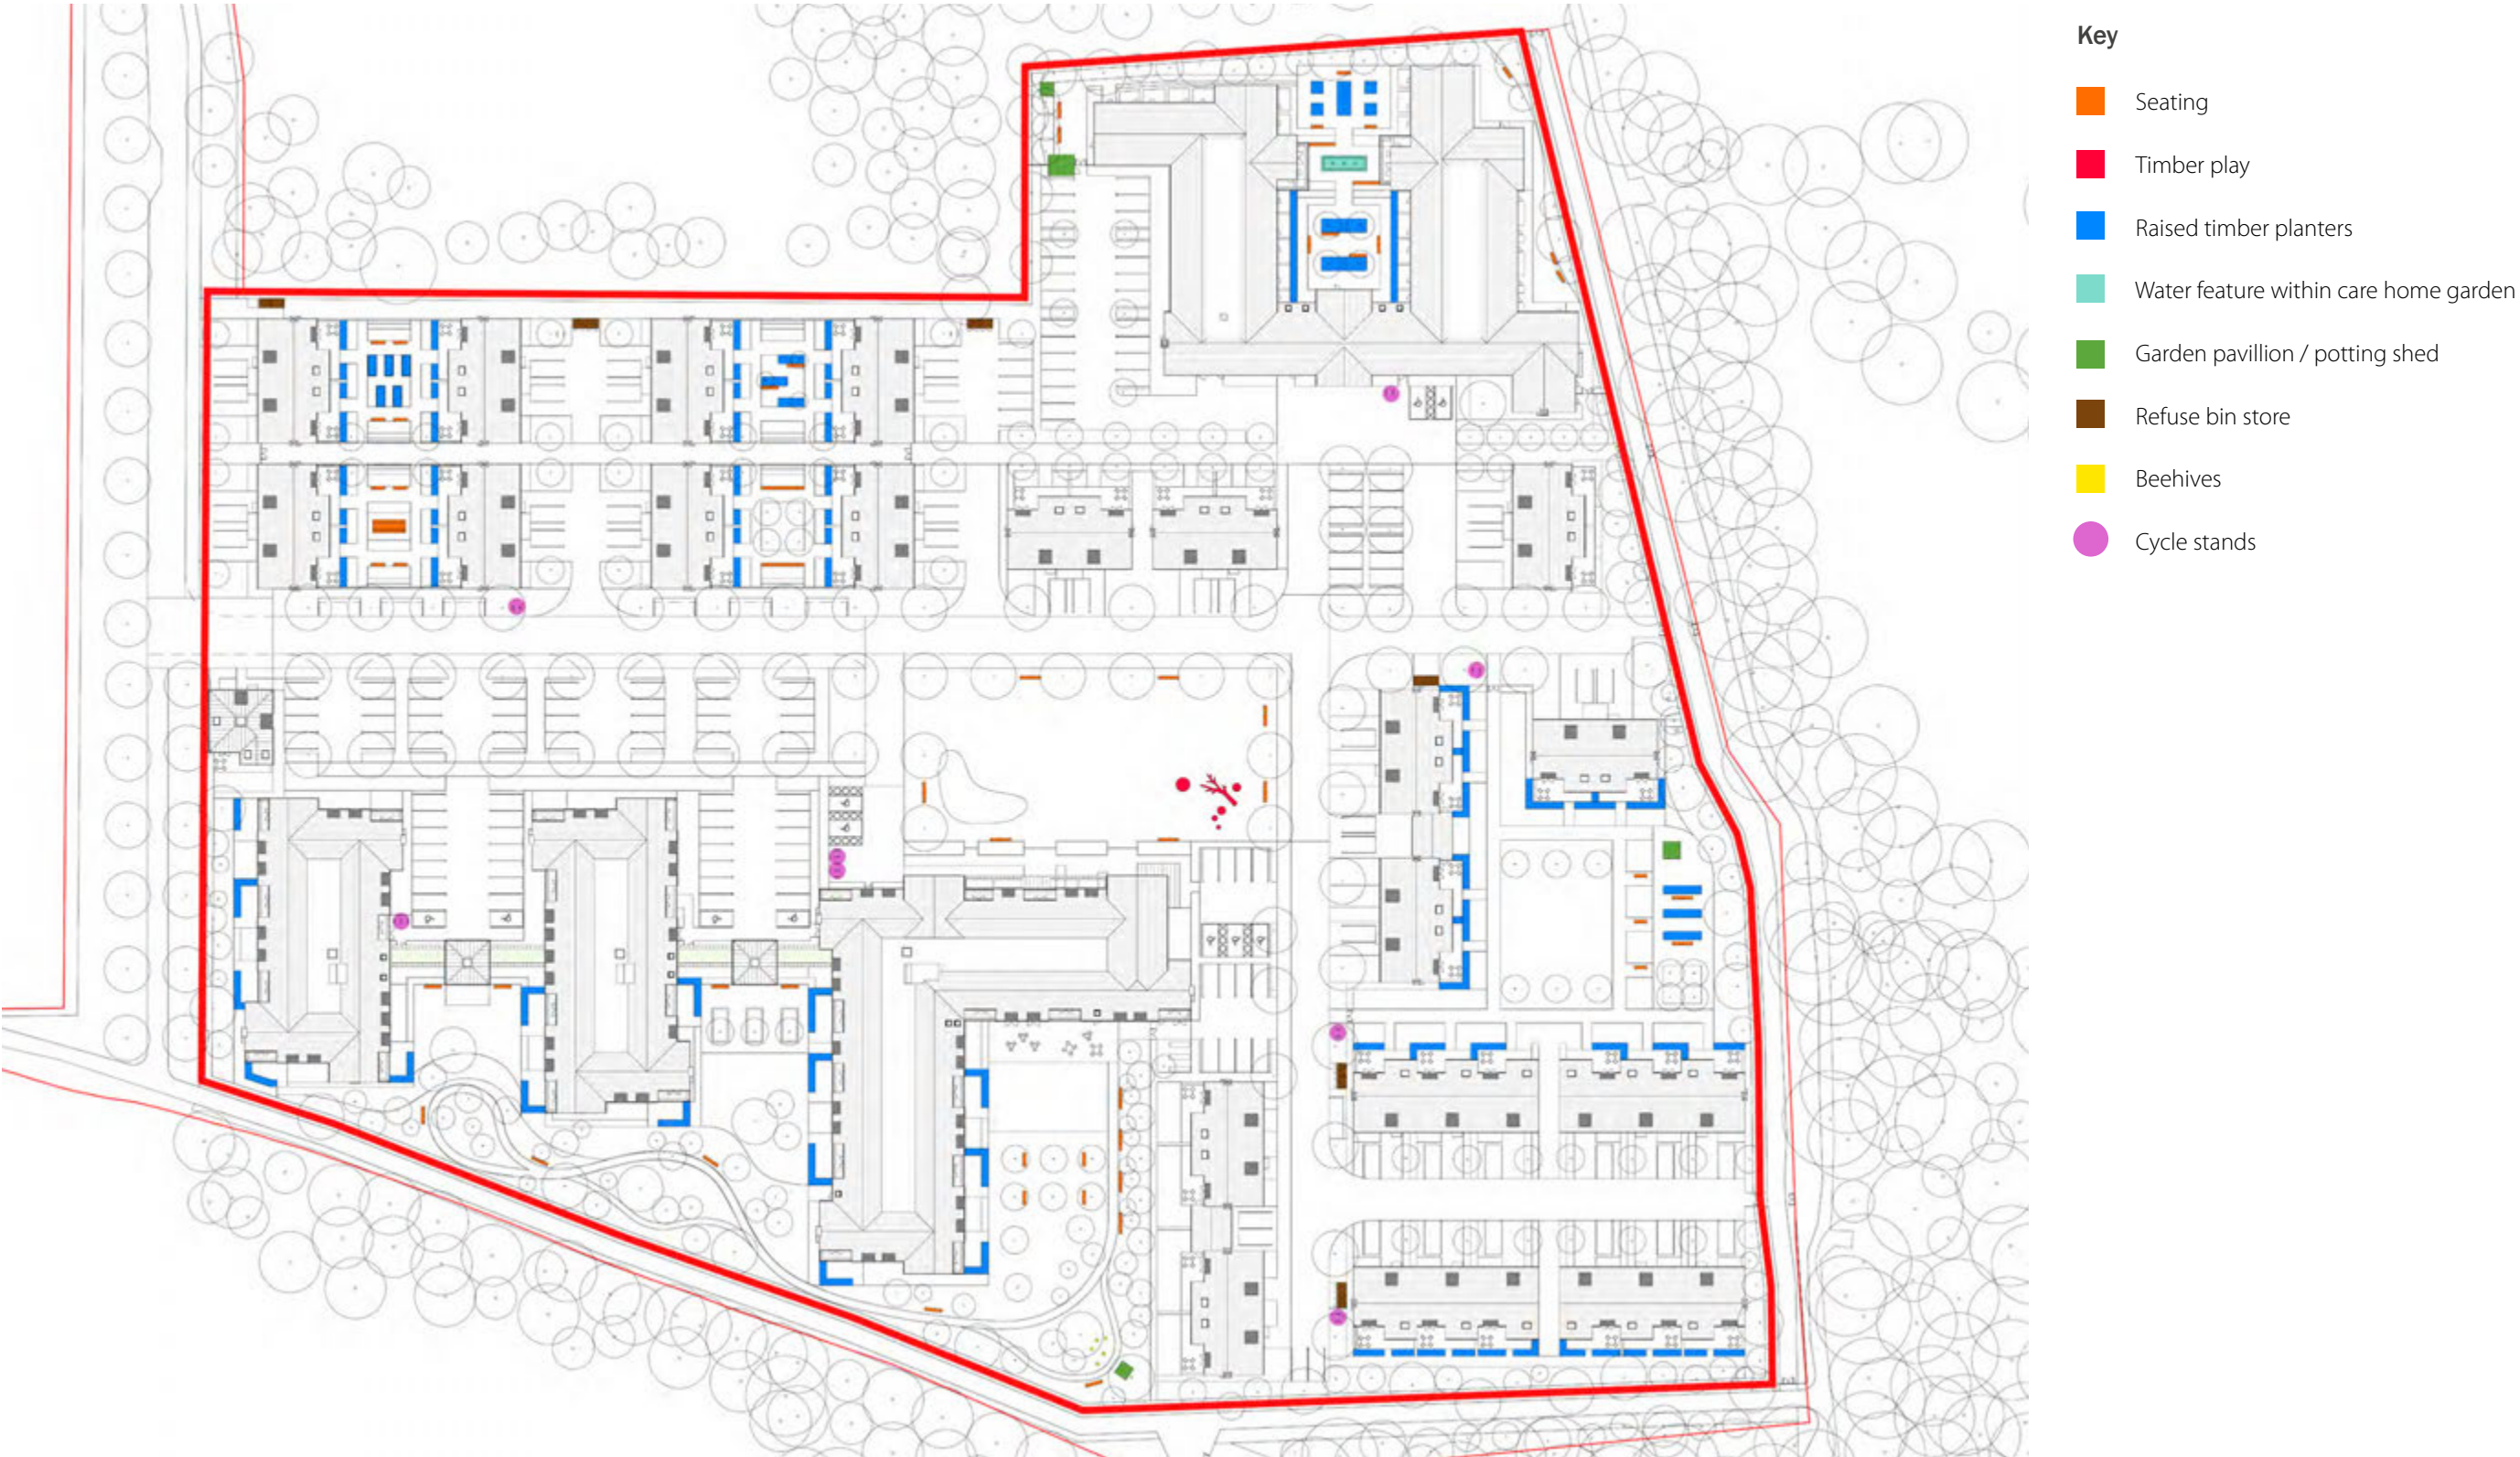 Key
Seating
Timber play
Raised timber planters
Water feature within care home garden
Garden pavillion / potting shed
Refuse bin store
Beehives
Cycle stands